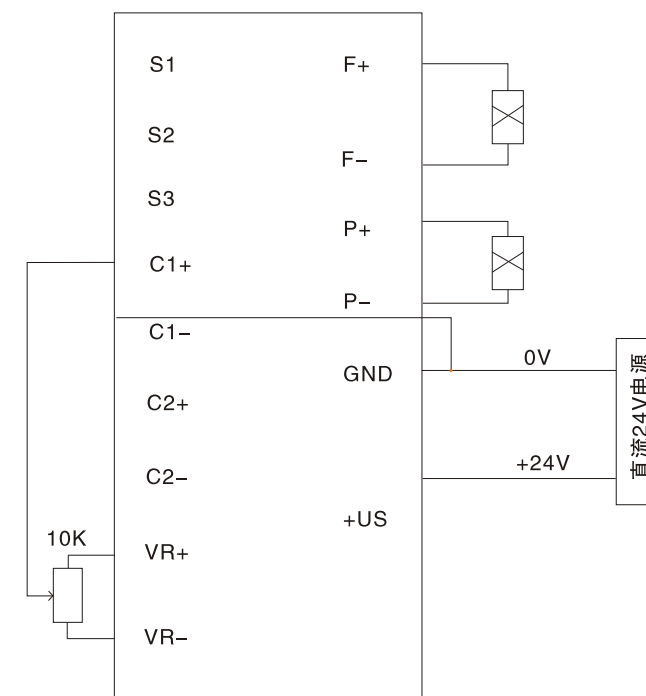 S1
F+
S2
F−
S3
P+
C1+
P−
C1−
0V
GND
直流24V电源
C2+
+24V
C2−
+US
10K
VR+
VR−